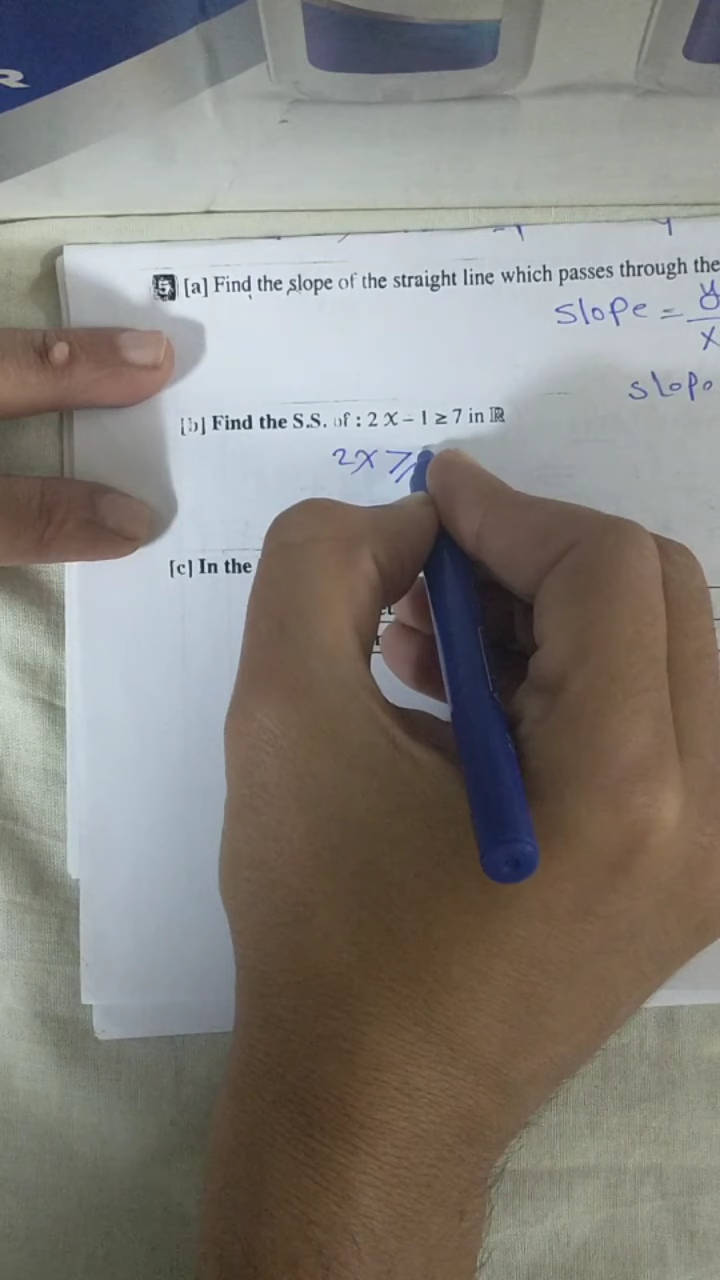 R
5 [a] Find the slope of the straight line which passes through the
slope = y
x
slope
[b] Find the S.S. of : 2 x - 1 ≥ 7 in ℝ
2x ≥
[c] In the